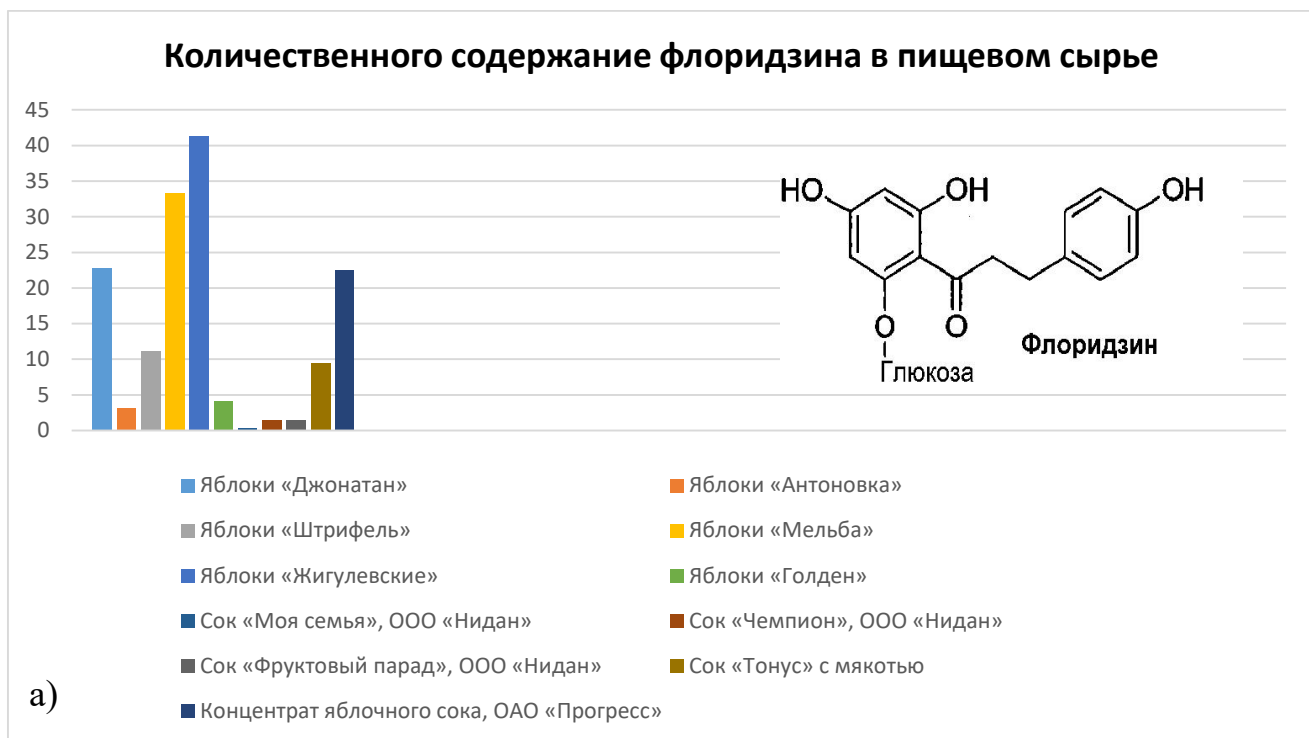 Количественного содержание флоридзина в пищевом сырье
45
40
35
30
25
20
15
10
5
0
HO
OH
OH
O
O
Глюкоза
Флоридзин
Яблоки «Джонатан»
Яблоки «Антоновка»
Яблоки «Штрифель»
Яблоки «Мельба»
Яблоки «Жигулевские»
Яблоки «Голден»
Сок «Моя семья», ООО «Нидан»
Сок «Чемпион», ООО «Нидан»
Сок «Фруктовый парад», ООО «Нидан»
Сок «Тонус» с мякотью
Концентрат яблочного сока, ОАО «Прогресс»
а)